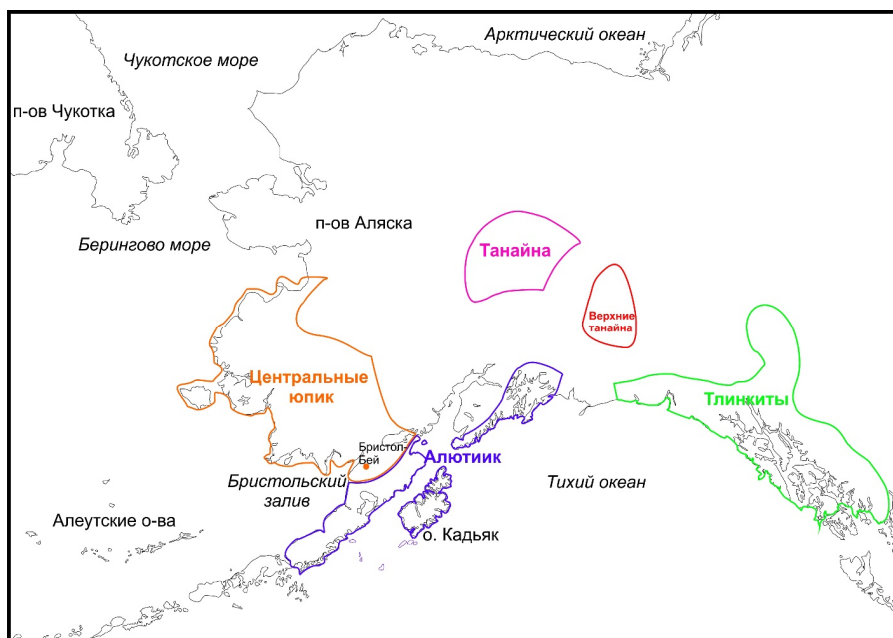 Арктический океан
Чукотское море
п-ов Чукотка
п-ов Аляска
Берингово море
Танайна
Верхние
танайна
Центральные
юпик
Тлинкиты
Бристол-
Бей
Алютиик
Бристольский
залив
Тихий океан
Алеутские о-ва
о. Кадьяк